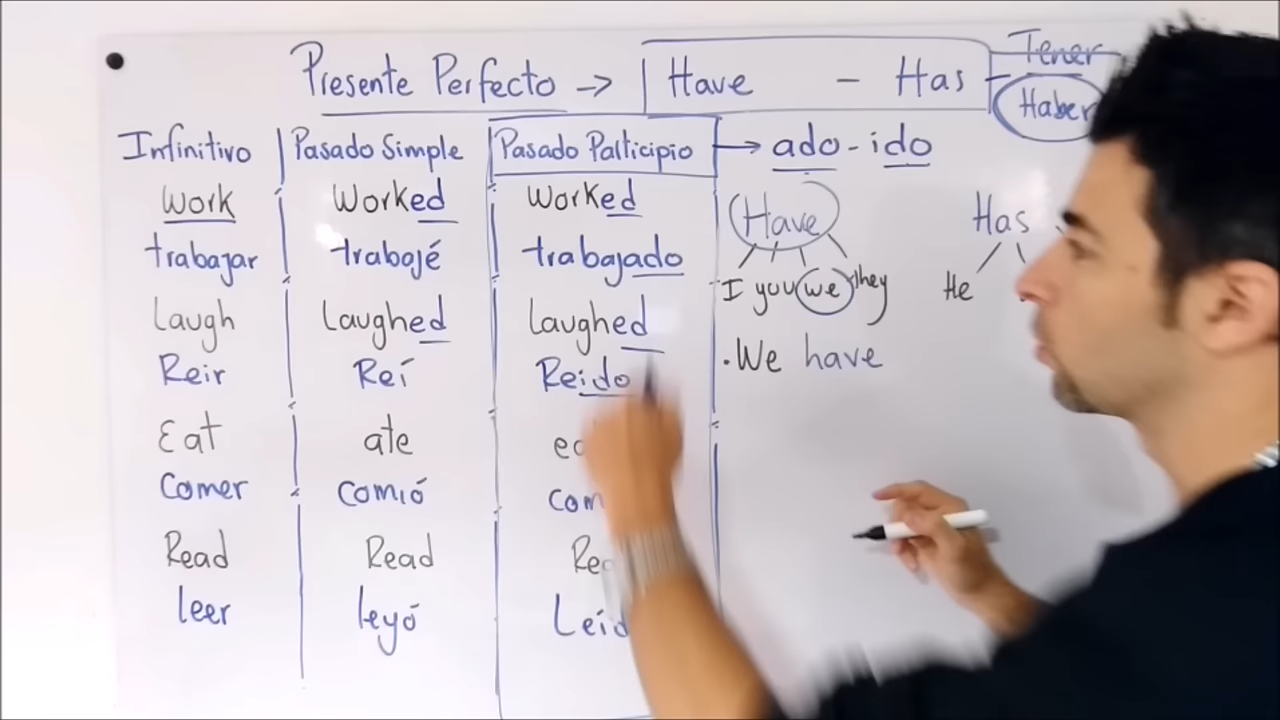 Presente Perfecto → Have - Has
Tener
Haber
Infinitivo Pasado Simple Pasado Participio → ado - ido
Work Worked Worked
trabajar trabajé trabajado
Laugh Laughed Laughed
Reir Reí Reido
Eat ate
Comer Comió
Read Read
leer leyó
Have
I you we they
Has
He
. We have